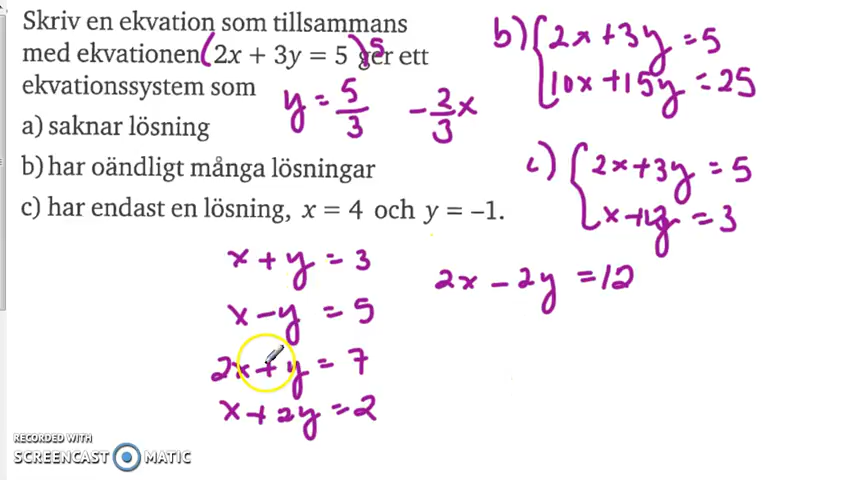 Skriv en ekvation som tillsammans
med ekvationen (2x + 3y = 5)5 ger ett
ekvationssystem som
y = 5/3 - 2/3x
a) saknar lösning
b) har oändligt många lösningar
c) har endast en lösning, x = 4 och y = –1.
x + y = 3
x - y = 5
2x + y = 7
x + 2y = 2
b) { 2x + 3y = 5
10x + 15y = 25
c) { 2x + 3y = 5
x + y = 3
2x - 2y = 12
RECORDED WITH
SCREENCAST MATIC